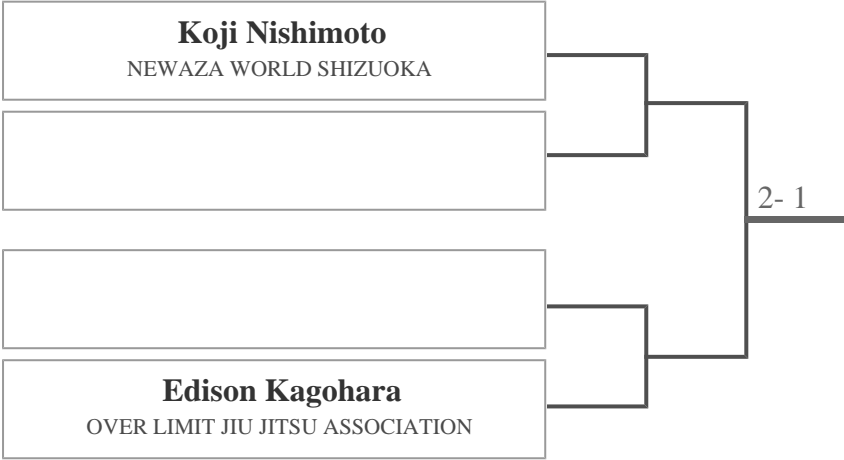 Koji Nishimoto
NEWAZA WORLD SHIZUOKA
2- 1
Edison Kagohara
OVER LIMIT JIU JITSU ASSOCIATION